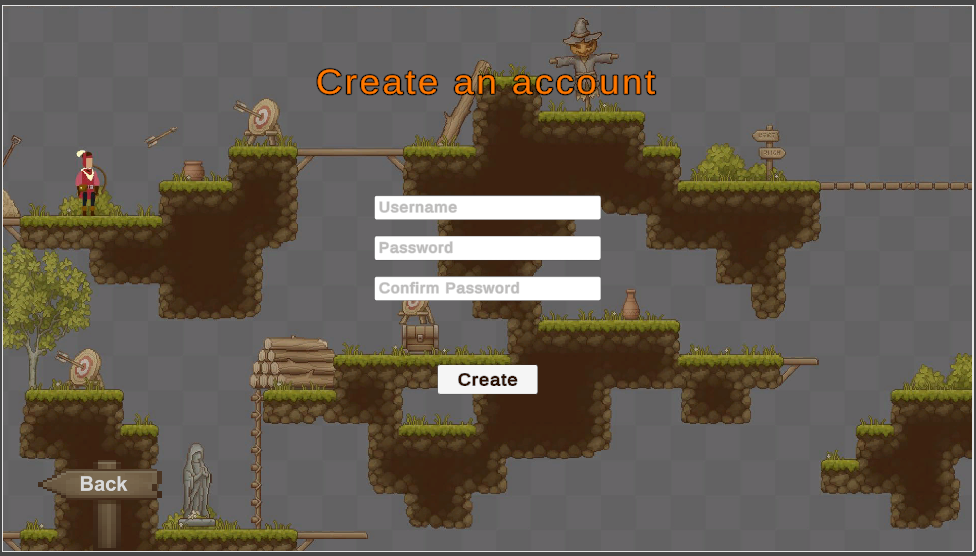 Create an account
Username
Password
Confirm Password
Create
Back